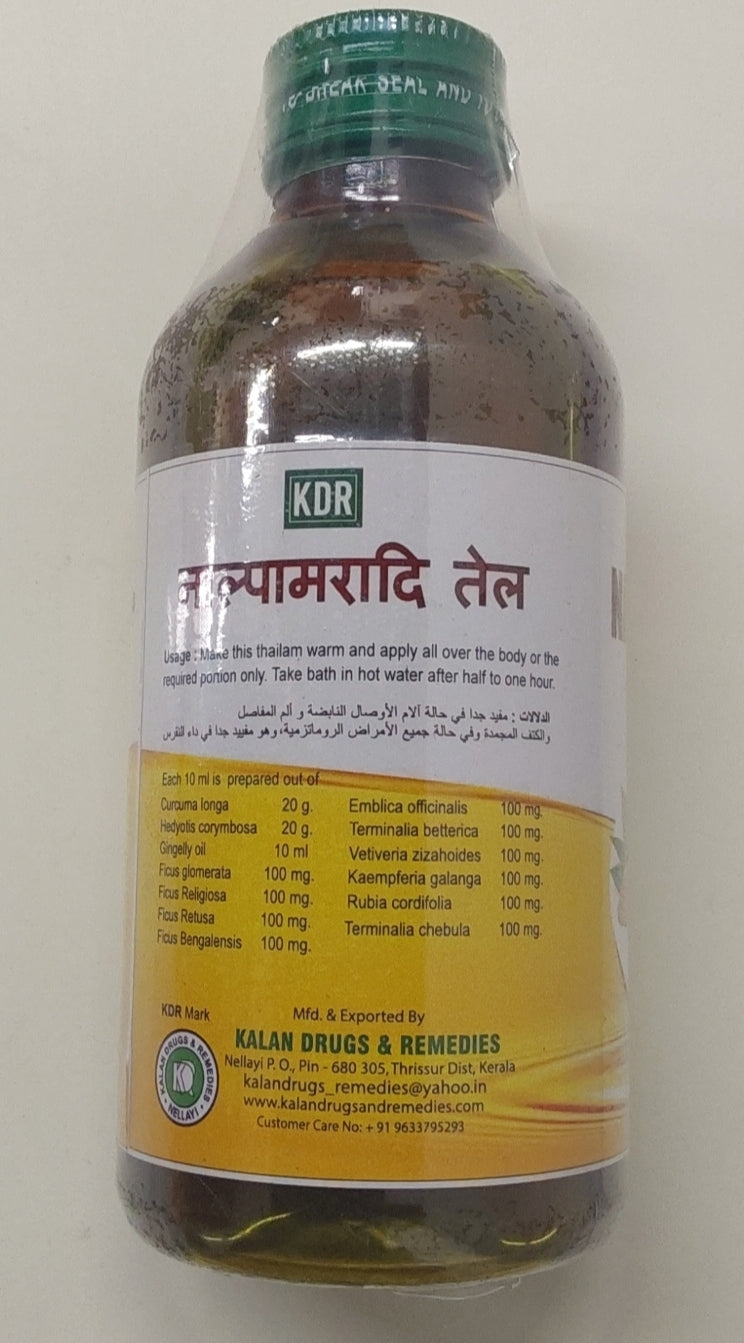 BREAK SEAL AND
KDR
नाल्पामरादि तेल
Usage : Make this thailam warm and apply all over the body or the
required portion only. Take bath in hot water after half to one hour.
الدلالات : مفيد جدا في حالة آلام الأوصال النابضة و ألم المفاصل
والكتف المجمدة وفي حالة جميع الأمراض الروماتزمية، وهو مفييد جدا في داء النقرس
Each 10 ml is prepared out of
Curcuma longa 20 g. Emblica officinalis 100 mg.
Hedyotis corymbosa 20 g. Terminalia betterica 100 mg.
Gingelly oil 10 ml Vetiveria zizahoides 100 mg.
Ficus glomerata 100 mg. Kaempferia galanga 100 mg.
Ficus Religiosa 100 mg. Rubia cordifolia 100 mg.
Ficus Retusa 100 mg. Terminalia chebula 100 mg.
Ficus Bengalensis 100 mg.
KDR Mark
KALAN DRUGS & REMEDIES
NELLAYI
Mfd. & Exported By
KALAN DRUGS & REMEDIES
Nellayi P. O., Pin - 680 305, Thrissur Dist, Kerala
kalandrugs_remedies@yahoo.in
www.kalandrugsandremedies.com
Customer Care No: + 91 9633795293